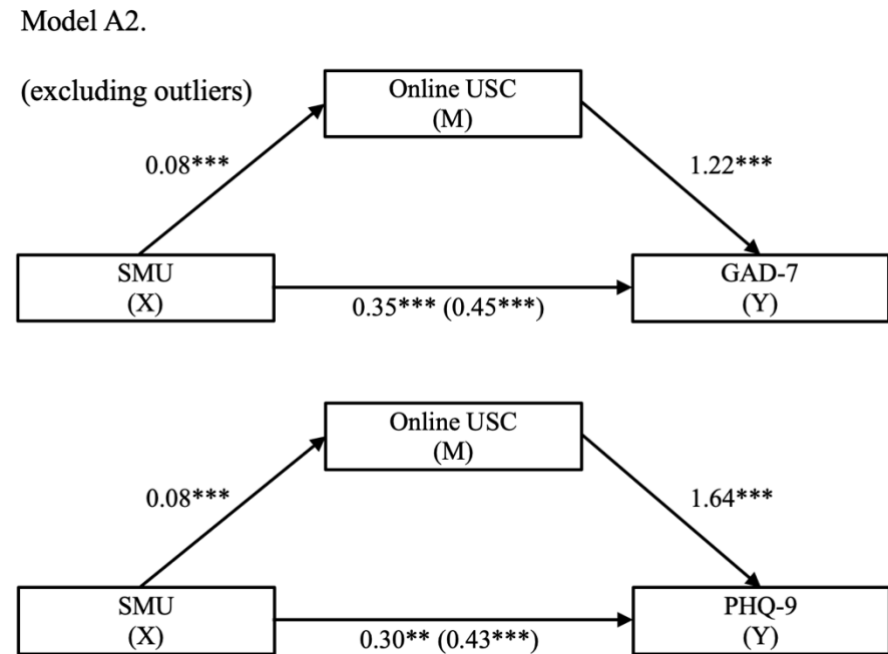 Model A2.
(excluding outliers)
Online USC
(M)
0.08***
1.22***
SMU
(X)
0.35*** (0.45***)
GAD-7
(Y)
Online USC
(M)
0.08***
1.64***
SMU
(X)
0.30** (0.43***)
PHQ-9
(Y)